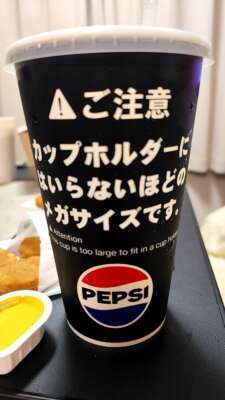 ⚠ご注意
カップホルダーに
はいらないほどの
メガサイズです。
Attention
This cup is too large to fit in a cup
PEPSI